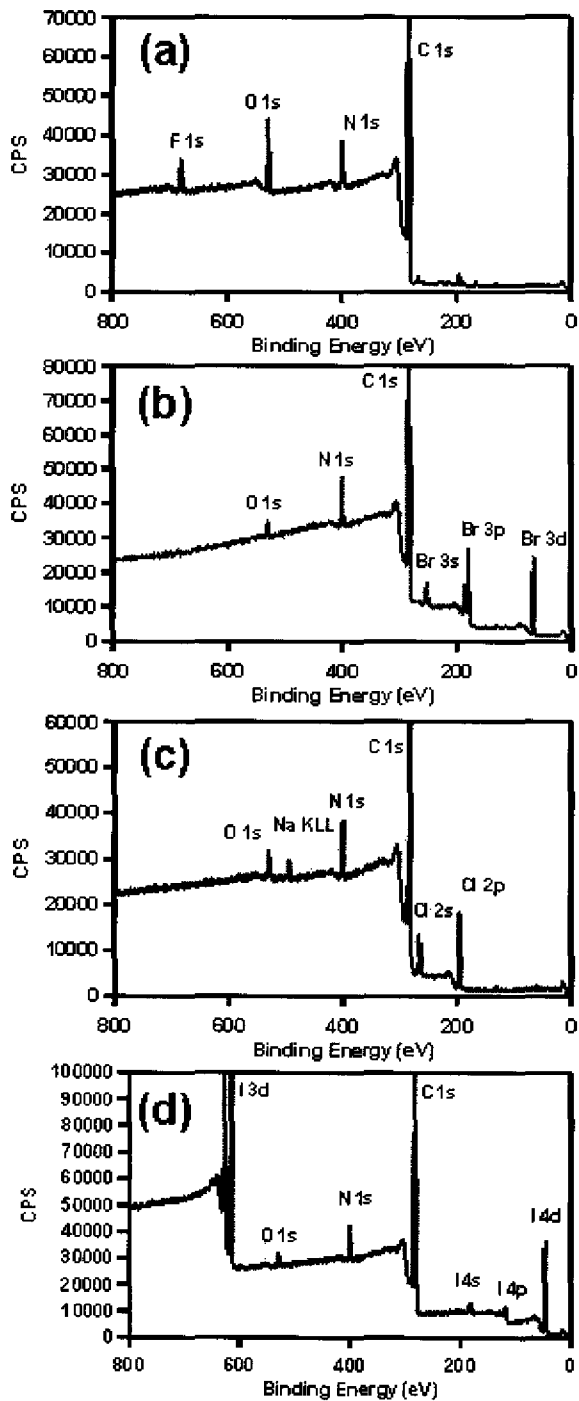 (a)
70000
60000
50000
40000
30000
20000
10000
0
CPS
F 1s
O 1s
N 1s
C 1s
800 600 400 200 0
Binding Energy (eV)
(b)
80000
70000
60000
50000
40000
30000
20000
10000
0
CPS
O 1s
N 1s
C 1s
Br 3s
Br 3p
Br 3d
800 600 400 200 0
Binding Energy (eV)
(c)
60000
50000
40000
30000
20000
10000
0
CPS
O 1s
Na KLL
N 1s
C 1s
Cl 2s
Cl 2p
800 600 400 200 0
Binding Energy (eV)
(d)
100000
90000
80000
70000
60000
50000
40000
30000
20000
10000
0
CPS
I 3d
O 1s
N 1s
C 1s
I 4s
I 4p
I 4d
800 600 400 200 0
Binding Energy (eV)